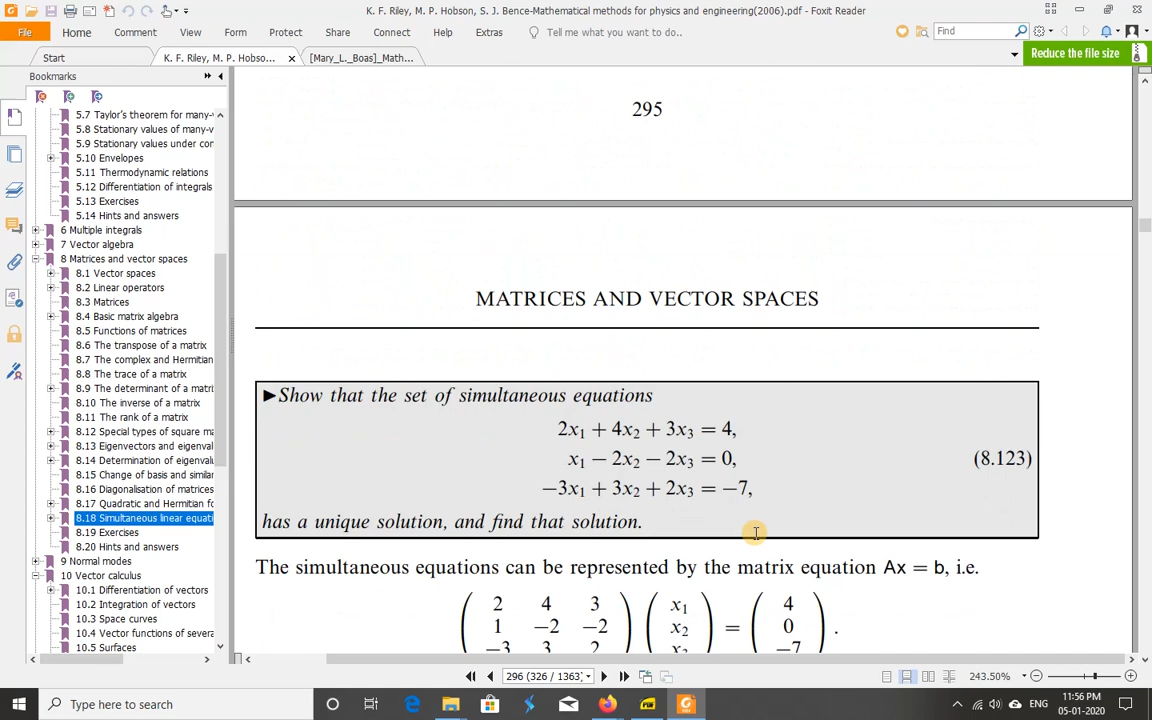 K. F. Riley, M. P. Hobson, S. J. Bence-Mathematical methods for physics and engineering(2006).pdf - Foxit Reader
File Home Comment View Form Protect Share Connect Help Extras Tell me what you want to do.. Find
Start K. F. Riley, M. P. Hobso... × [Mary_L._Boas]_Math... Reduce the file size
Bookmarks
5.7 Taylor's theorem for many-v
5.8 Stationary values of many-v
5.9 Stationary values under con
5.10 Envelopes
5.11 Thermodynamic relations
5.12 Differentiation of integrals
5.13 Exercises
5.14 Hints and answers
6 Multiple integrals
7 Vector algebra
8 Matrices and vector spaces
8.1 Vector spaces
8.2 Linear operators
8.3 Matrices
8.4 Basic matrix algebra
8.5 Functions of matrices
8.6 The transpose of a matrix
8.7 The complex and Hermitian
8.8 The trace of a matrix
8.9 The determinant of a matri
8.10 The inverse of a matrix
8.11 The rank of a matrix
8.12 Special types of square ma
8.13 Eigenvectors and eigenval
8.14 Determination of eigenval
8.15 Change of basis and similar
8.16 Diagonalisation of matrices
8.17 Quadratic and Hermitian fo
8.18 Simultaneous linear equati
8.19 Exercises
8.20 Hints and answers
9 Normal modes
10 Vector calculus
10.1 Differentiation of vectors
10.2 Integration of vectors
10.3 Space curves
10.4 Vector functions of severa
10.5 Surfaces
295
MATRICES AND VECTOR SPACES
►Show that the set of simultaneous equations
2x₁ + 4x₂ + 3x₃ = 4,
x₁ − 2x₂ − 2x₃ = 0, (8.123)
−3x₁ + 3x₂ + 2x₃ = −7,
has a unique solution, and find that solution.
The simultaneous equations can be represented by the matrix equation Ax = b, i.e.
2 4 3 x₁ 4
1 −2 −2 x₂ = 0 .
−3 3 2 x₃ −7
296 (326 / 1363) 243.50%
Type here to search
ENG
11:56 PM
05-01-2020